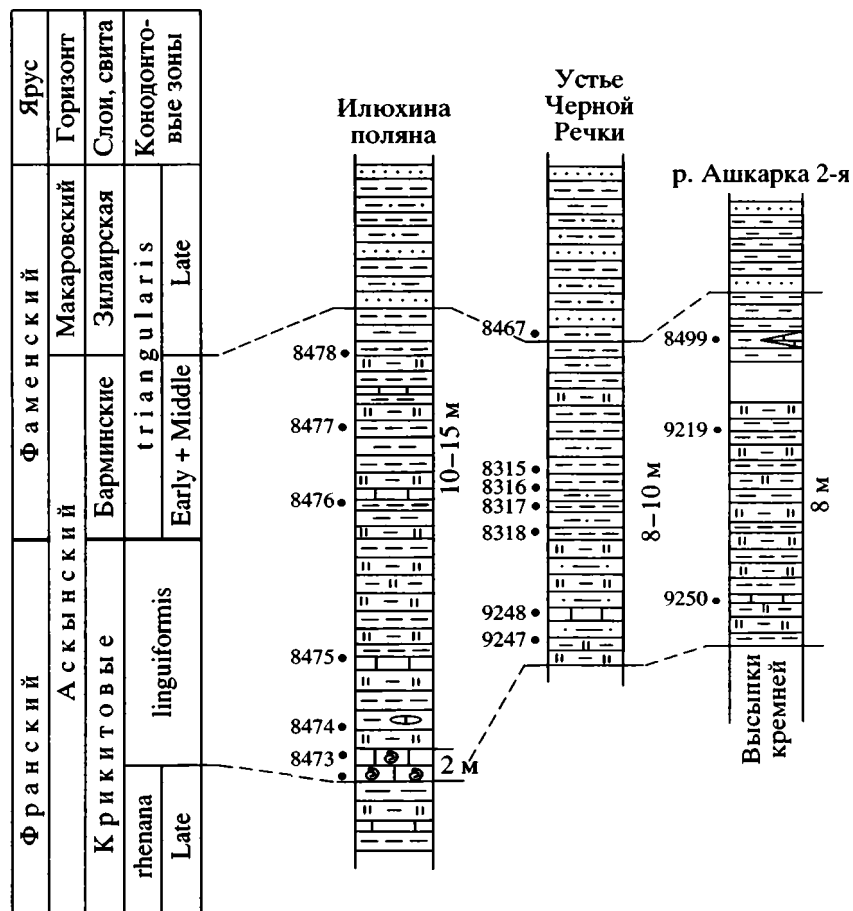 Ярус
Горизонт
Слои, свита
Конодонто-
вые зоны
Фаменский
Франский
Макаровский
Аскынский
Зилаирская
Барминские
Крикитовые
triangularis
Late
Early + Middle
linguiformis
rhenana
Late
Илюхина
поляна
8478
8477
8476
8475
8474
8473
10–15 м
2 м
Устье
Черной
Речки
8467
8315
8316
8317
8318
9248
9247
8–10 м
р. Ашкарка 2-я
8499
9219
9250
8 м
Высыпки
кремней